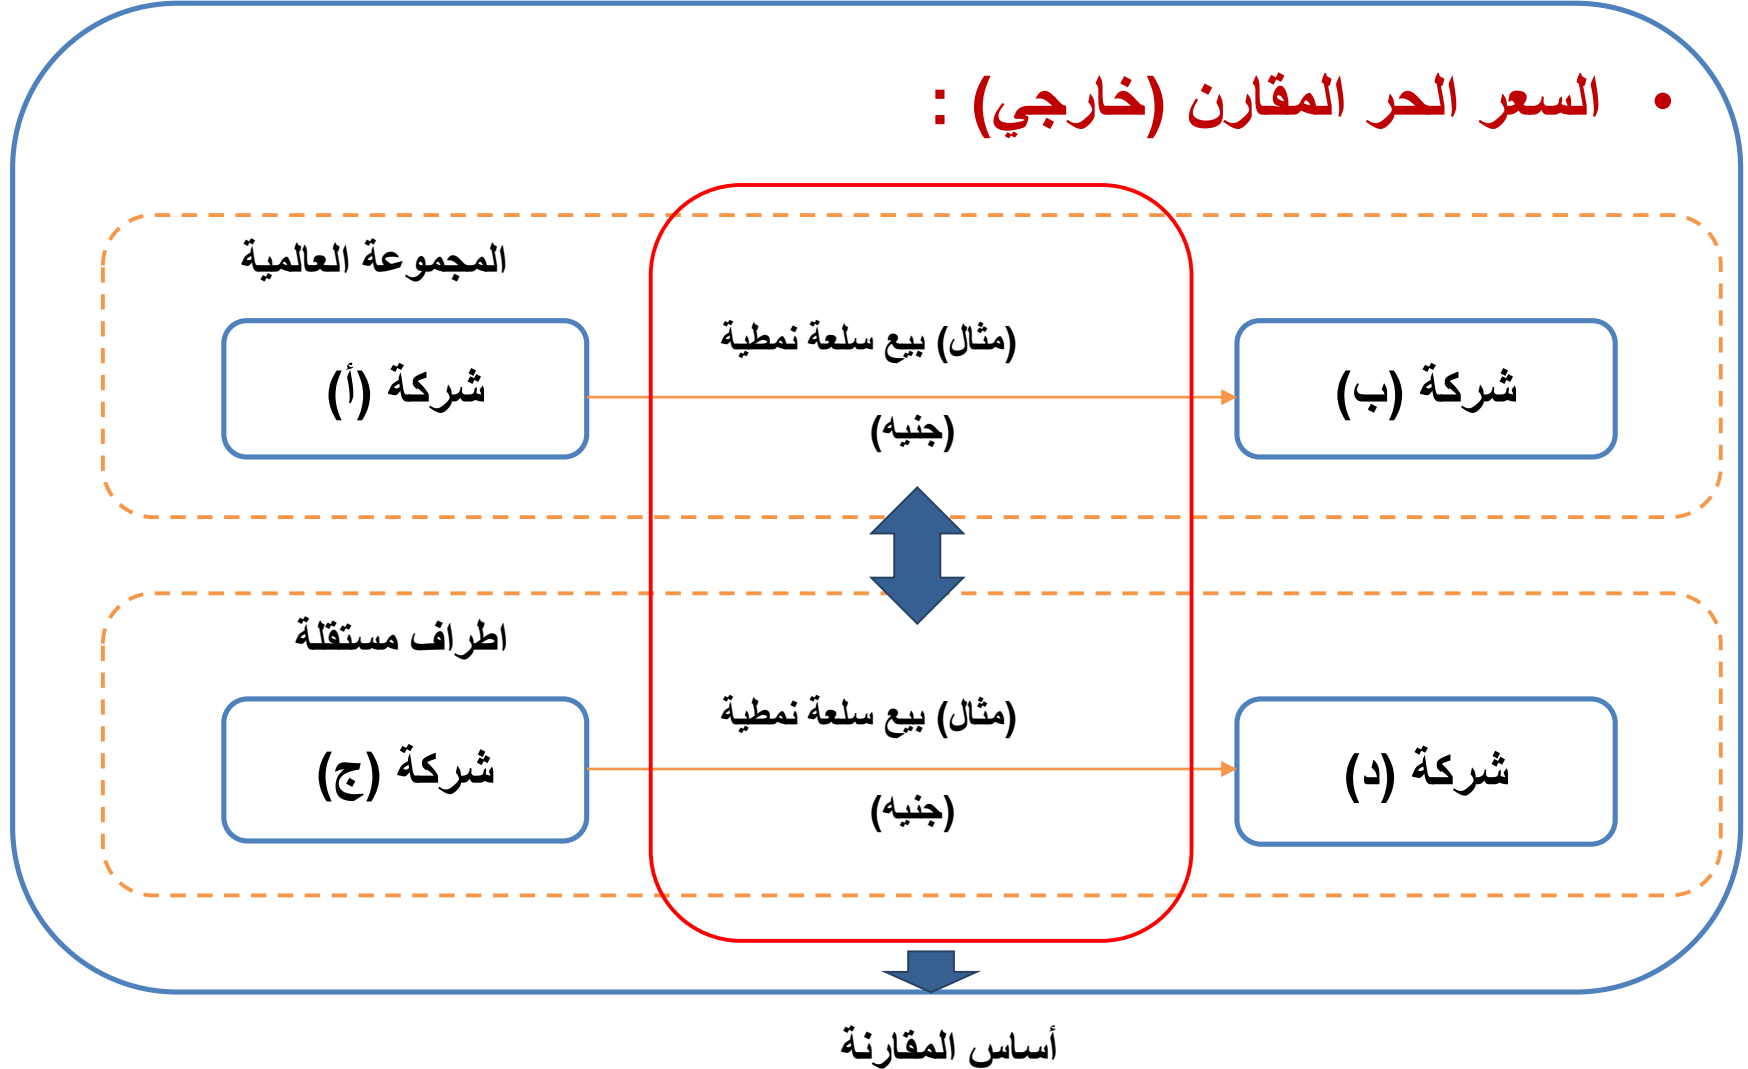 • السعر الحر المقارن (خارجي) :
المجموعة العالمية
(مثال) بيع سلعة نمطية
شركة (أ)
شركة (ب)
(جنيه)
اطراف مستقلة
(مثال) بيع سلعة نمطية
شركة (ج)
شركة (د)
(جنيه)
أساس المقارنة